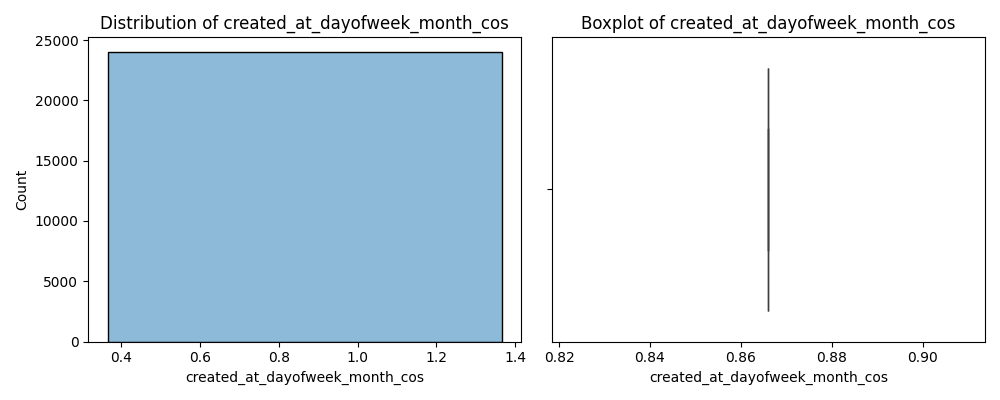 Distribution of created_at_dayofweek_month_cos
25000
20000
15000
10000
5000
0
Count
0.4 0.6 0.8 1.0 1.2 1.4
created_at_dayofweek_month_cos
Boxplot of created_at_dayofweek_month_cos
0.82 0.84 0.86 0.88 0.90
created_at_dayofweek_month_cos